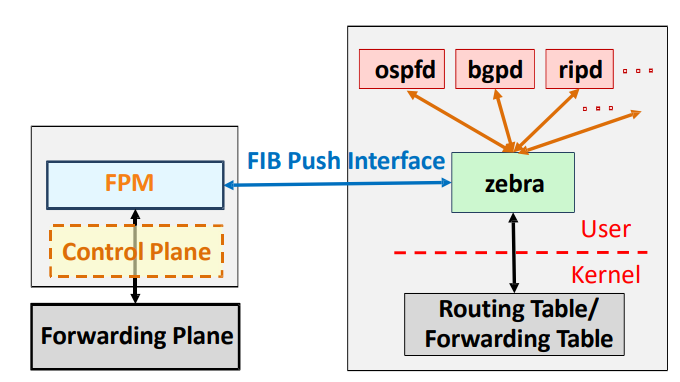 ospfd
bgpd
ripd
FIB Push Interface
FPM
zebra
Control Plane
User
Kernel
Forwarding Plane
Routing Table/
Forwarding Table